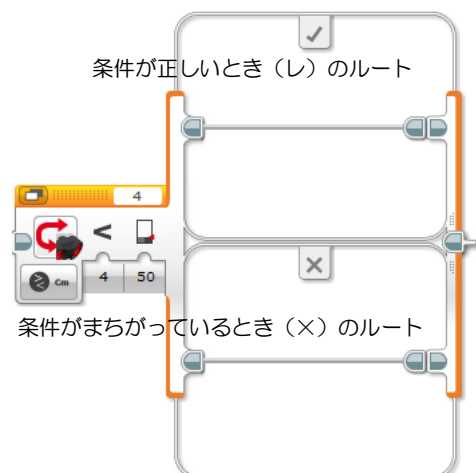 条件が正しいとき（レ）のルート
4
<
cm 4 50
条件がまちがっているとき（×）のルート